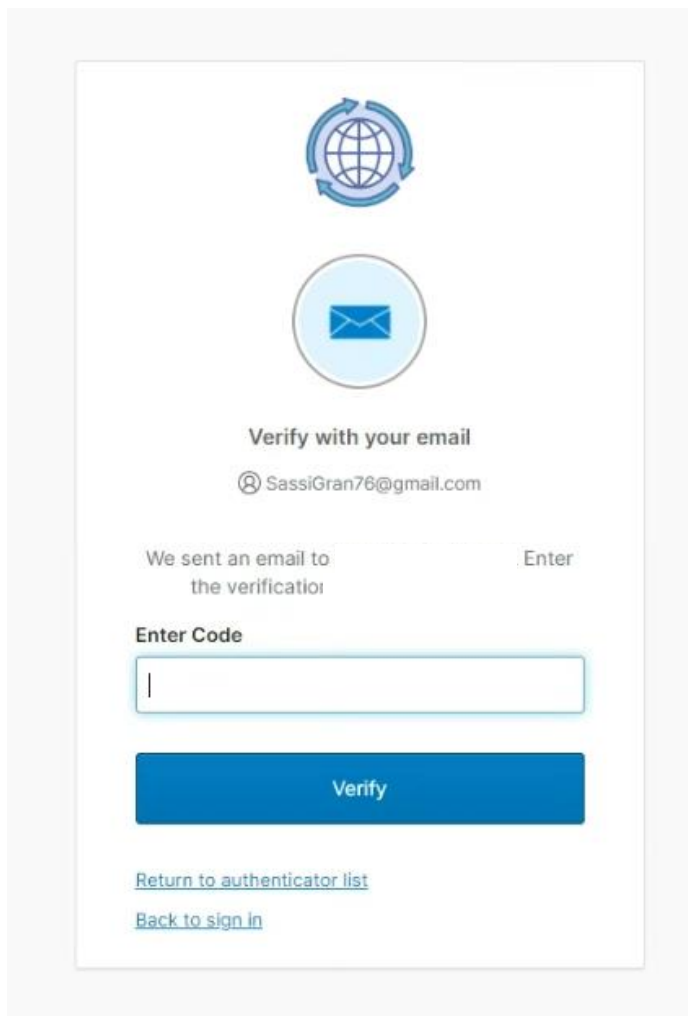 Verify with your email
SassiGran76@gmail.com
We sent an email to . Enter
the verification
Enter Code
Verify
Return to authenticator list
Back to sign in